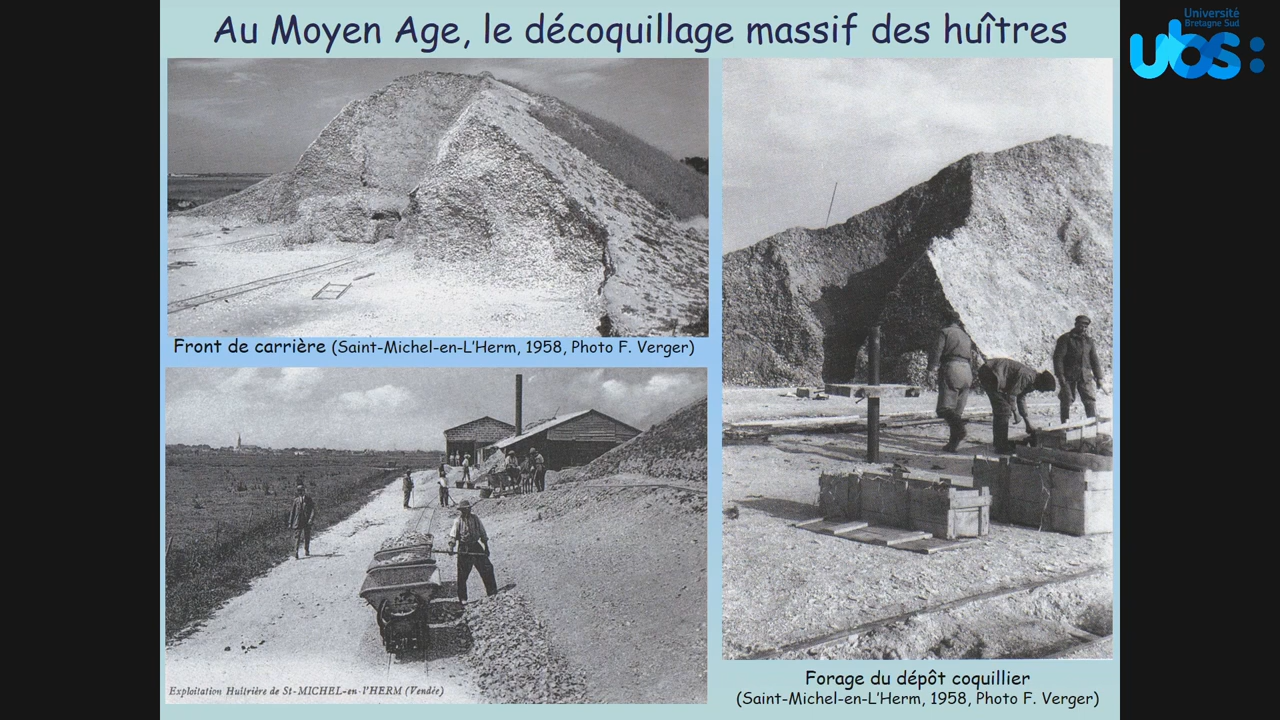 Au Moyen Age, le décoquillage massif des huîtres
Université
Bretagne Sud
ubs:
Front de carrière (Saint-Michel-en-L'Herm, 1958, Photo F. Verger)
Exploitation Huîtrière de St-MICHEL-en-l'HERM (Vendée)
Forage du dépôt coquillier
(Saint-Michel-en-L'Herm, 1958, Photo F. Verger)